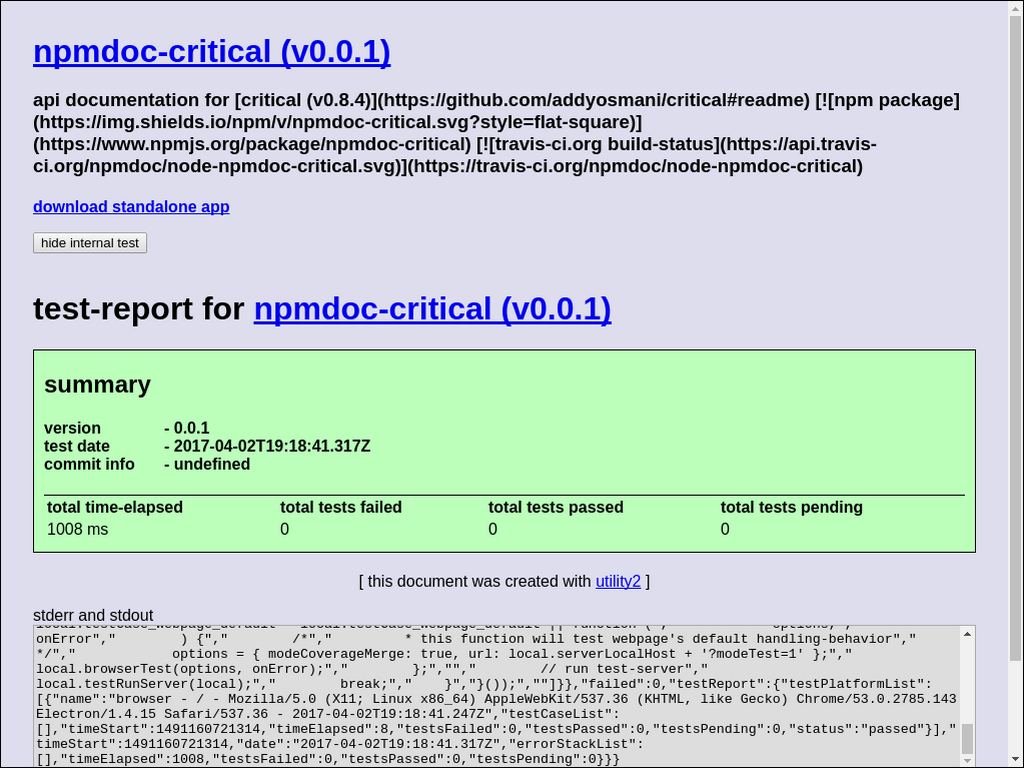 npmdoc-critical (v0.0.1)
api documentation for [critical (v0.8.4)](https://github.com/addyosmani/critical#readme) [![npm package]
(https://img.shields.io/npm/v/npmdoc-critical.svg?style=flat-square)]
(https://www.npmjs.org/package/npmdoc-critical) [![travis-ci.org build-status](https://api.travis-
ci.org/npmdoc/node-npmdoc-critical.svg)](https://travis-ci.org/npmdoc/node-npmdoc-critical)
download standalone app
hide internal test
test-report for npmdoc-critical (v0.0.1)
summary
version - 0.0.1
test date - 2017-04-02T19:18:41.317Z
commit info - undefined
total time-elapsed total tests failed total tests passed total tests pending
1008 ms 0 0 0
[ this document was created with utility2 ]
stderr and stdout
onError"," ) {"," /*"," * this function will test webpage's default handling-behavior","
*/"," options = { modeCoverageMerge: true, url: local.serverLocalHost + '?modeTest=1' };","
local.browserTest(options, onError);"," };",""," // run test-server","
local.testRunServer(local);"," break;"," }","}());",""]}},"failed":0,"testReport":{"testPlatformList":
[{"name":"browser - / - Mozilla/5.0 (X11; Linux x86_64) AppleWebKit/537.36 (KHTML, like Gecko) Chrome/53.0.2785.143
Electron/1.4.15 Safari/537.36 - 2017-04-02T19:18:41.247Z","testCaseList":
[],"timeStart":1491160721314,"timeElapsed":8,"testsFailed":0,"testsPassed":0,"testsPending":0,"status":"passed"}],"
timeStart":1491160721314,"date":"2017-04-02T19:18:41.317Z","errorStackList":
[],"timeElapsed":1008,"testsFailed":0,"testsPassed":0,"testsPending":0}}}